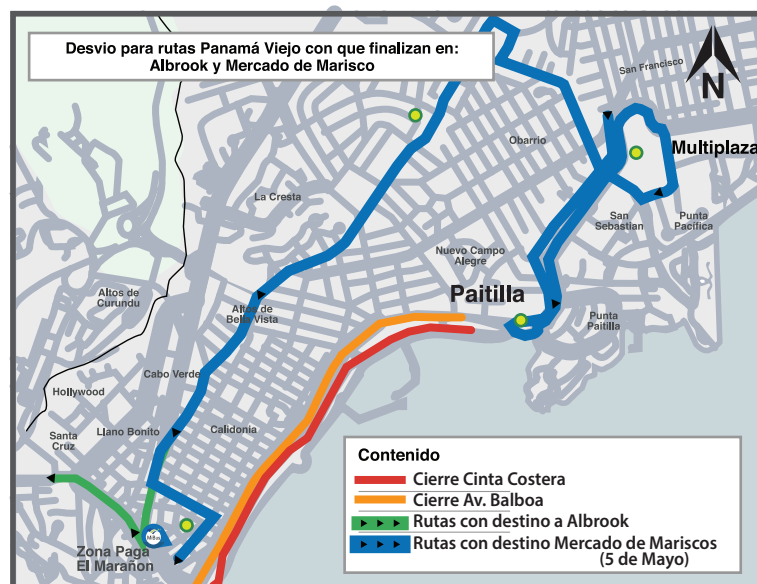 Desvio para rutas Panamá Viejo con que finalizan en:
Albrook y Mercado de Marisco
N
San Francisco
Obarrio
Multiplaza
La Cresta
San
Sebastian
Punta
Pacífica
Nuevo Campo
Alegre
Paitilla
Altos de
Curundu
Altos de
Bella Vista
Punta
Paitilla
Cabo Verde
Hollywood
Santa
Cruz
Llano Bonito
Calidonia
Zona Paga
El Marañon
MiBus
Contenido
Cierre Cinta Costera
Cierre Av. Balboa
Rutas con destino a Albrook
Rutas con destino Mercado de Mariscos
(5 de Mayo)